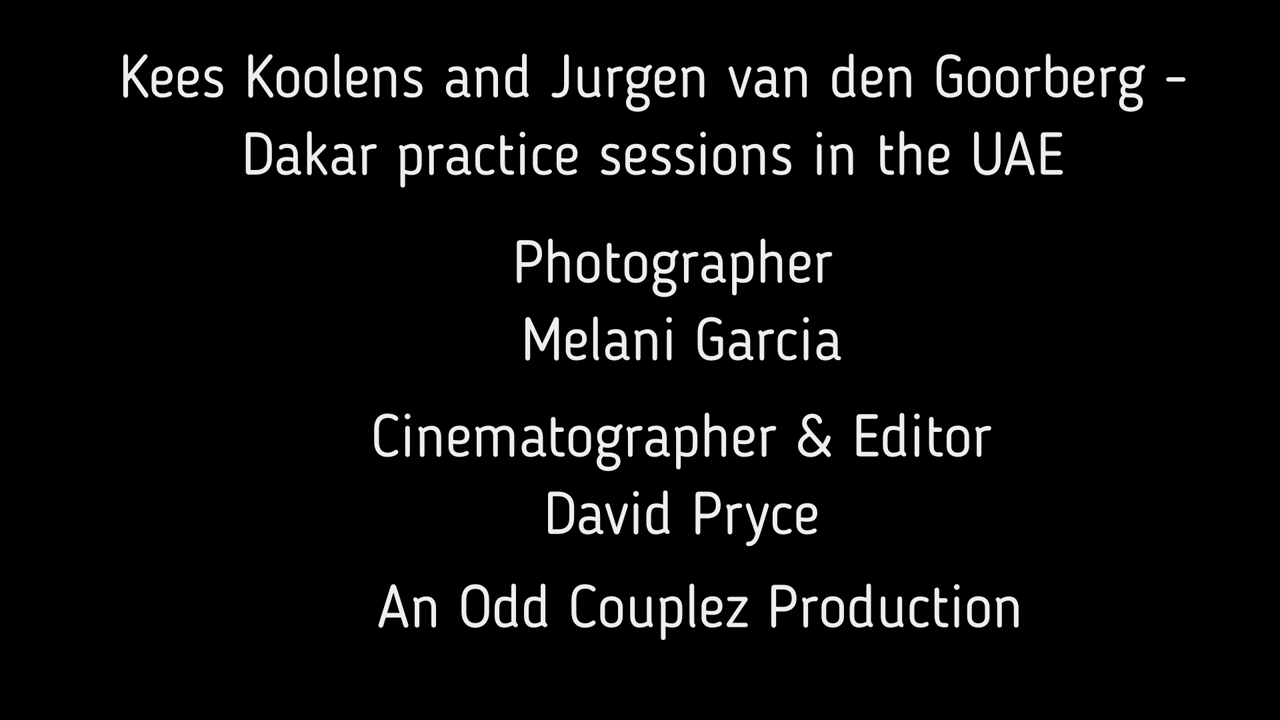 Kees Koolens and Jurgen van den Goorberg -
Dakar practice sessions in the UAE
Photographer
Melani Garcia
Cinematographer & Editor
David Pryce
An Odd Couplez Production